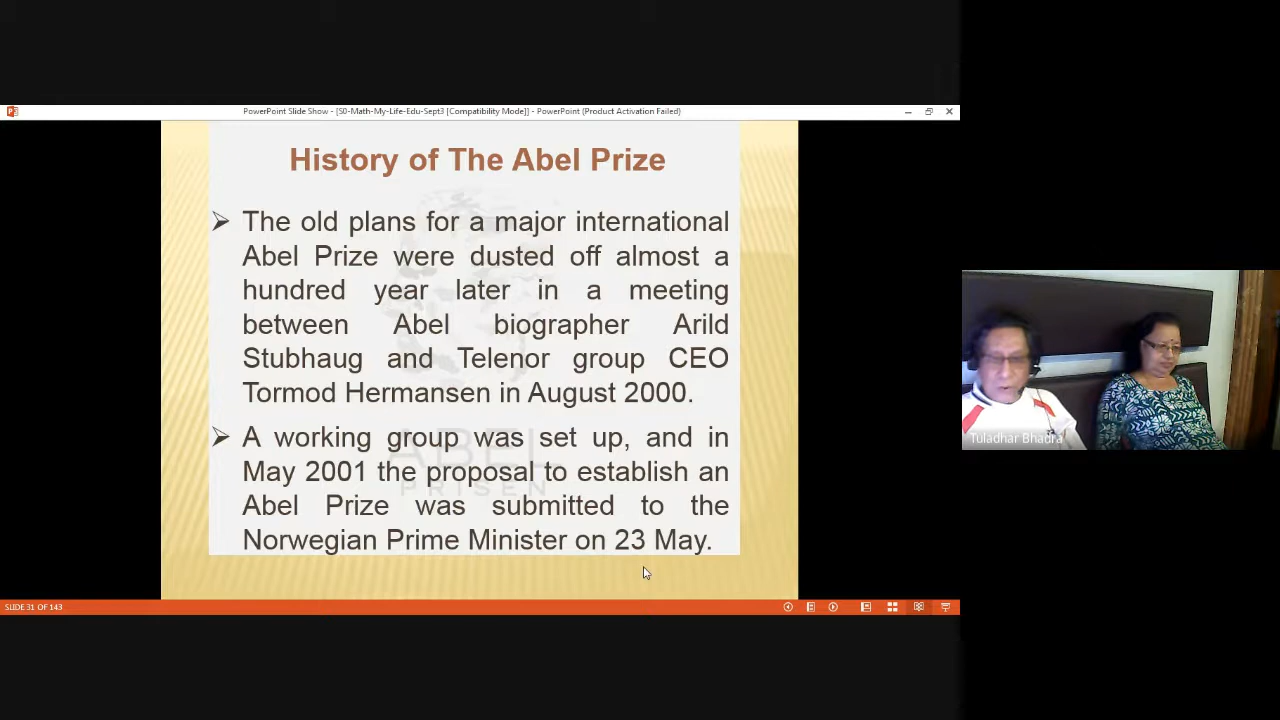 PowerPoint Slide Show - [S0-Math-My-Life-Edu-Sept3 [Compatibility Mode]] - PowerPoint (Product Activation Failed)
History of The Abel Prize
The old plans for a major international
Abel Prize were dusted off almost a
hundred year later in a meeting
between Abel biographer Arild
Stubhaug and Telenor group CEO
Tormod Hermansen in August 2000.
A working group was set up, and in
May 2001 the proposal to establish an
Abel Prize was submitted to the
Norwegian Prime Minister on 23 May.
ABEL
PRISEN
SLIDE 31 OF 143
Tuladhar Bhadra